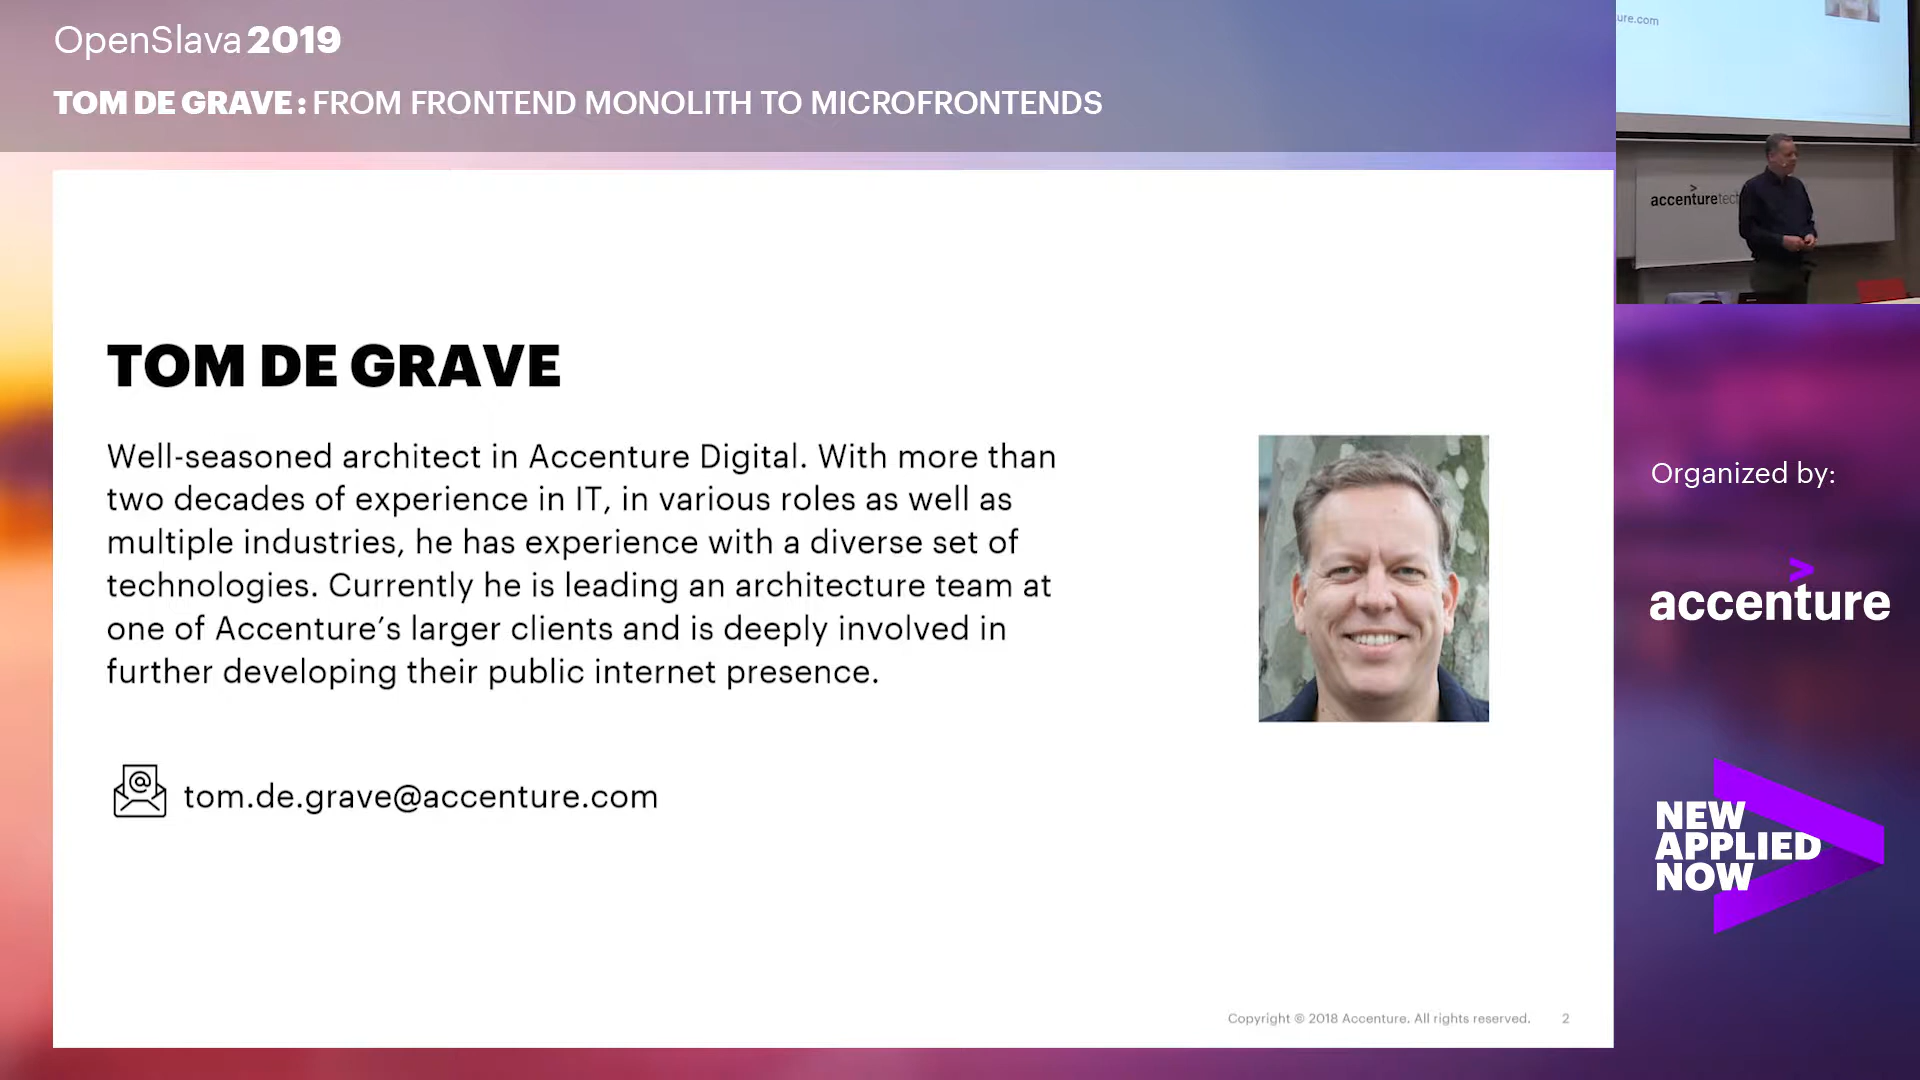 OpenSlava 2019
TOM DE GRAVE: FROM FRONTEND MONOLITH TO MICROFRONTENDS
ure.com
accenturetech
TOM DE GRAVE
Well-seasoned architect in Accenture Digital. With more than
two decades of experience in IT, in various roles as well as
multiple industries, he has experience with a diverse set of
technologies. Currently he is leading an architecture team at
one of Accenture’s larger clients and is deeply involved in
further developing their public internet presence.
tom.de.grave@accenture.com
Copyright © 2018 Accenture. All rights reserved. 2
Organized by:
accenture
NEW
APPLIED
NOW